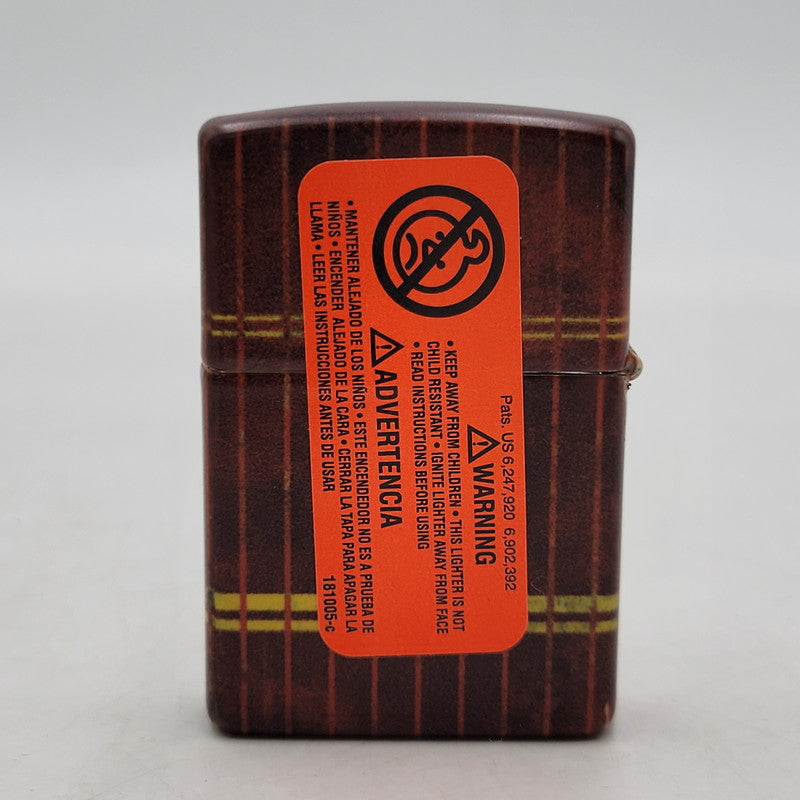 Pats. US 6,247,920 6,902,392
⚠WARNING
• KEEP AWAY FROM CHILDREN • THIS LIGHTER IS NOT
CHILD RESISTANT • IGNITE LIGHTER AWAY FROM FACE
• READ INSTRUCTIONS BEFORE USING
⚠ADVERTENCIA
• MANTENER ALEJADO DE LOS NIÑOS • ESTE ENCENDEDOR NO ES A PRUEBA DE
NIÑOS • ENCENDER ALEJADO DE LA CARA • CERRAR LA TAPA PARA APAGAR LA
LLAMA • LEER LAS INSTRUCCIONES ANTES DE USAR
181005-c